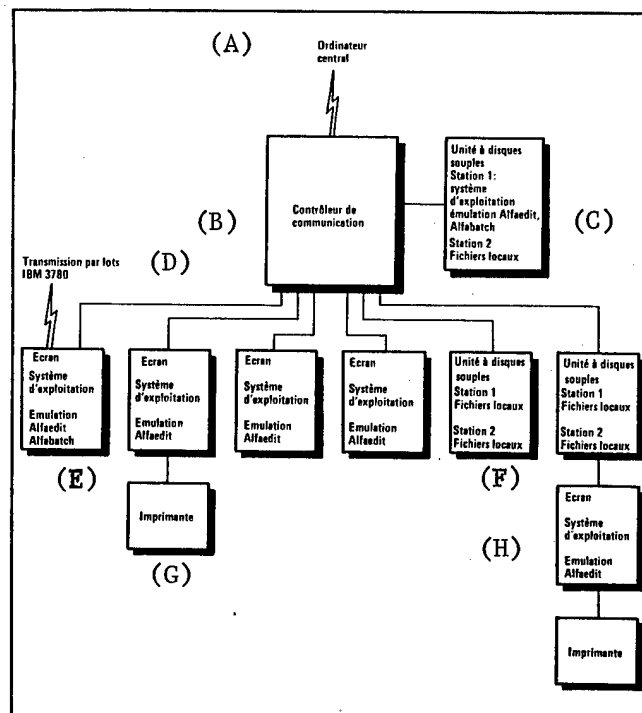 (A)
Ordinateur
central
(B)
Contrôleur de
communication
Unité à disques
souples
Station 1:
système
d'exploitation
émulation Alfaedit,
Alfabatch
Station 2
Fichiers locaux
(C)
(D)
Transmission par lots
IBM 3780
Ecran
Système
d'exploitation
Emulation
Alfaedit
Alfabatch
(E)
Ecran
Système
d'exploitation
Emulation
Alfaedit
Imprimante
(G)
Ecran
Système
d'exploitation
Emulation
Alfaedit
Ecran
Système
d'exploitation
Emulation
Alfaedit
Unité à disques
souples
Station 1
Fichiers locaux
Station 2
Fichiers locaux
(F)
Unité à disques
souples
Station 1
Fichiers locaux
Station 2
Fichiers locaux
(H)
Ecran
Système
d'exploitation
Emulation
Alfaedit
Imprimante